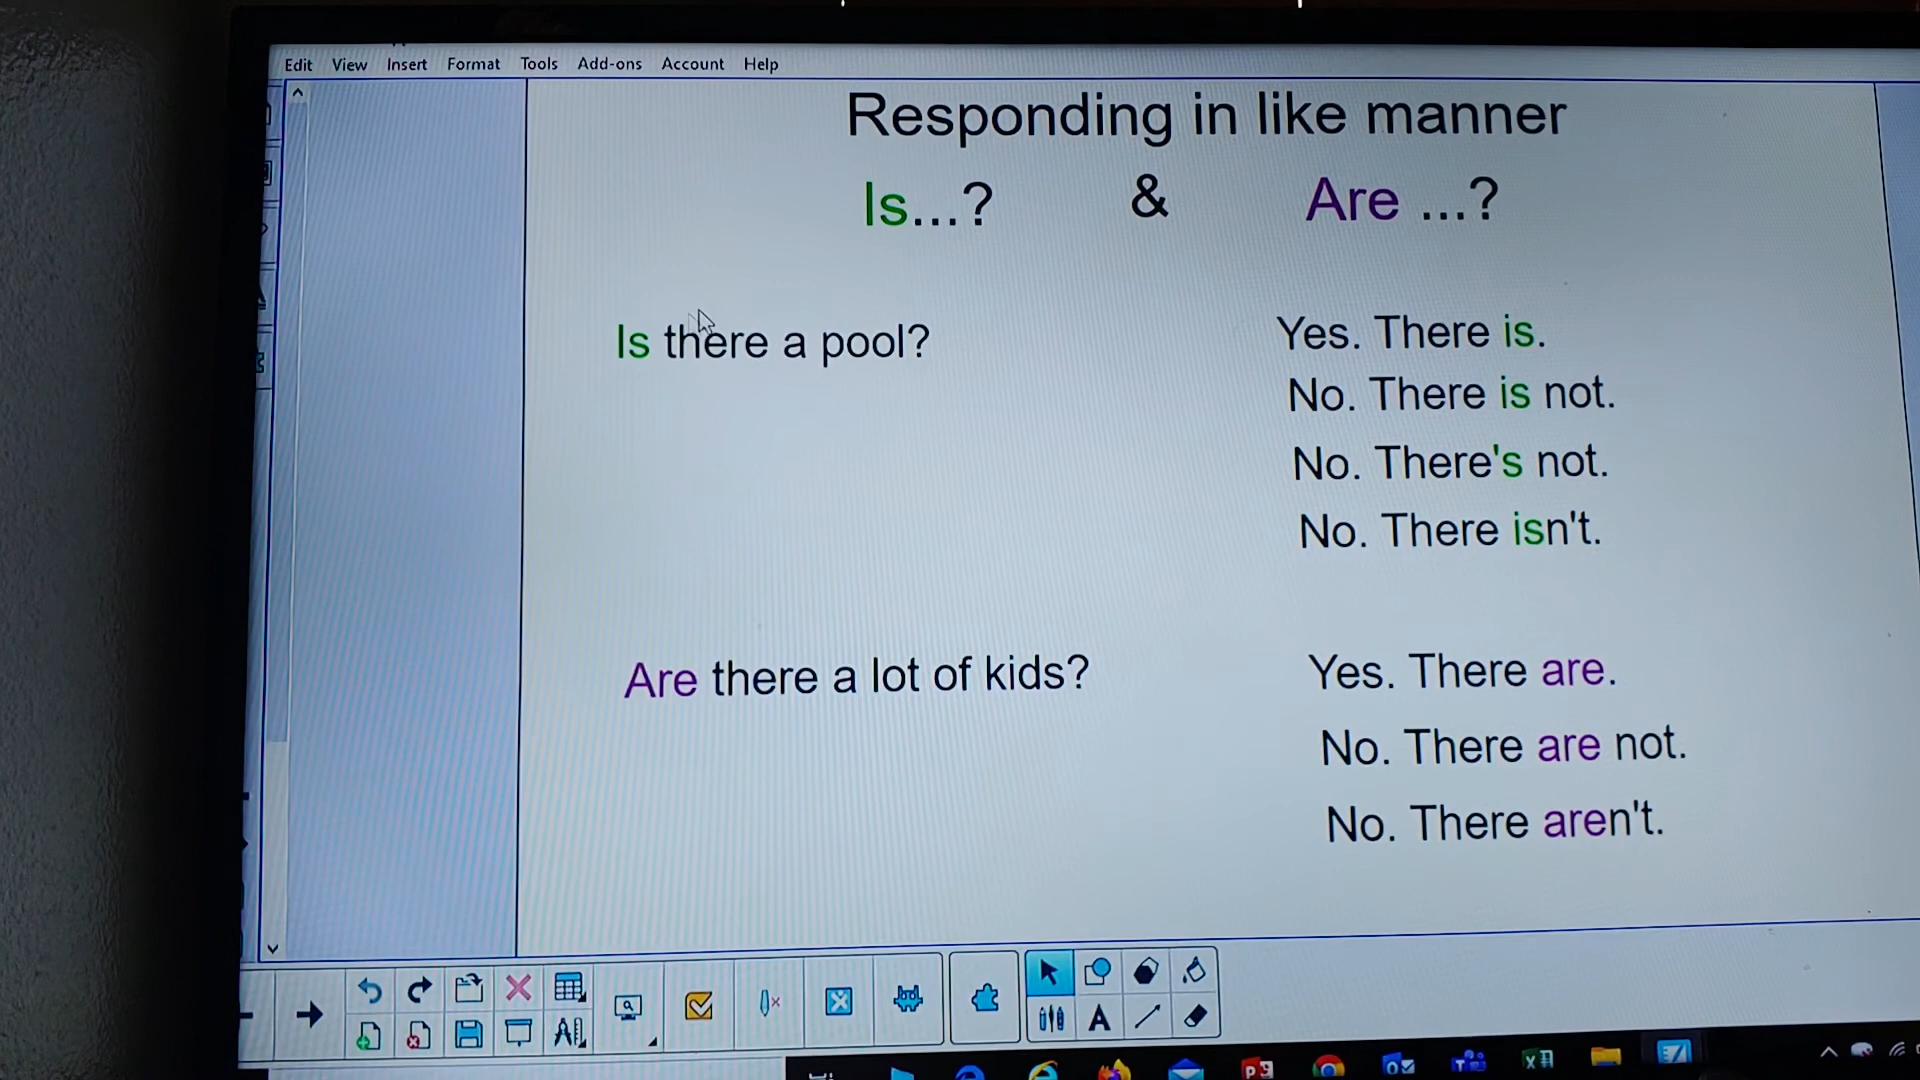 Edit View Insert Format Tools Add-ons Account Help
Responding in like manner
Is...? & Are ...?
Is there a pool?
Yes. There is.
No. There is not.
No. There's not.
No. There isn't.
Are there a lot of kids?
Yes. There are.
No. There are not.
No. There aren't.